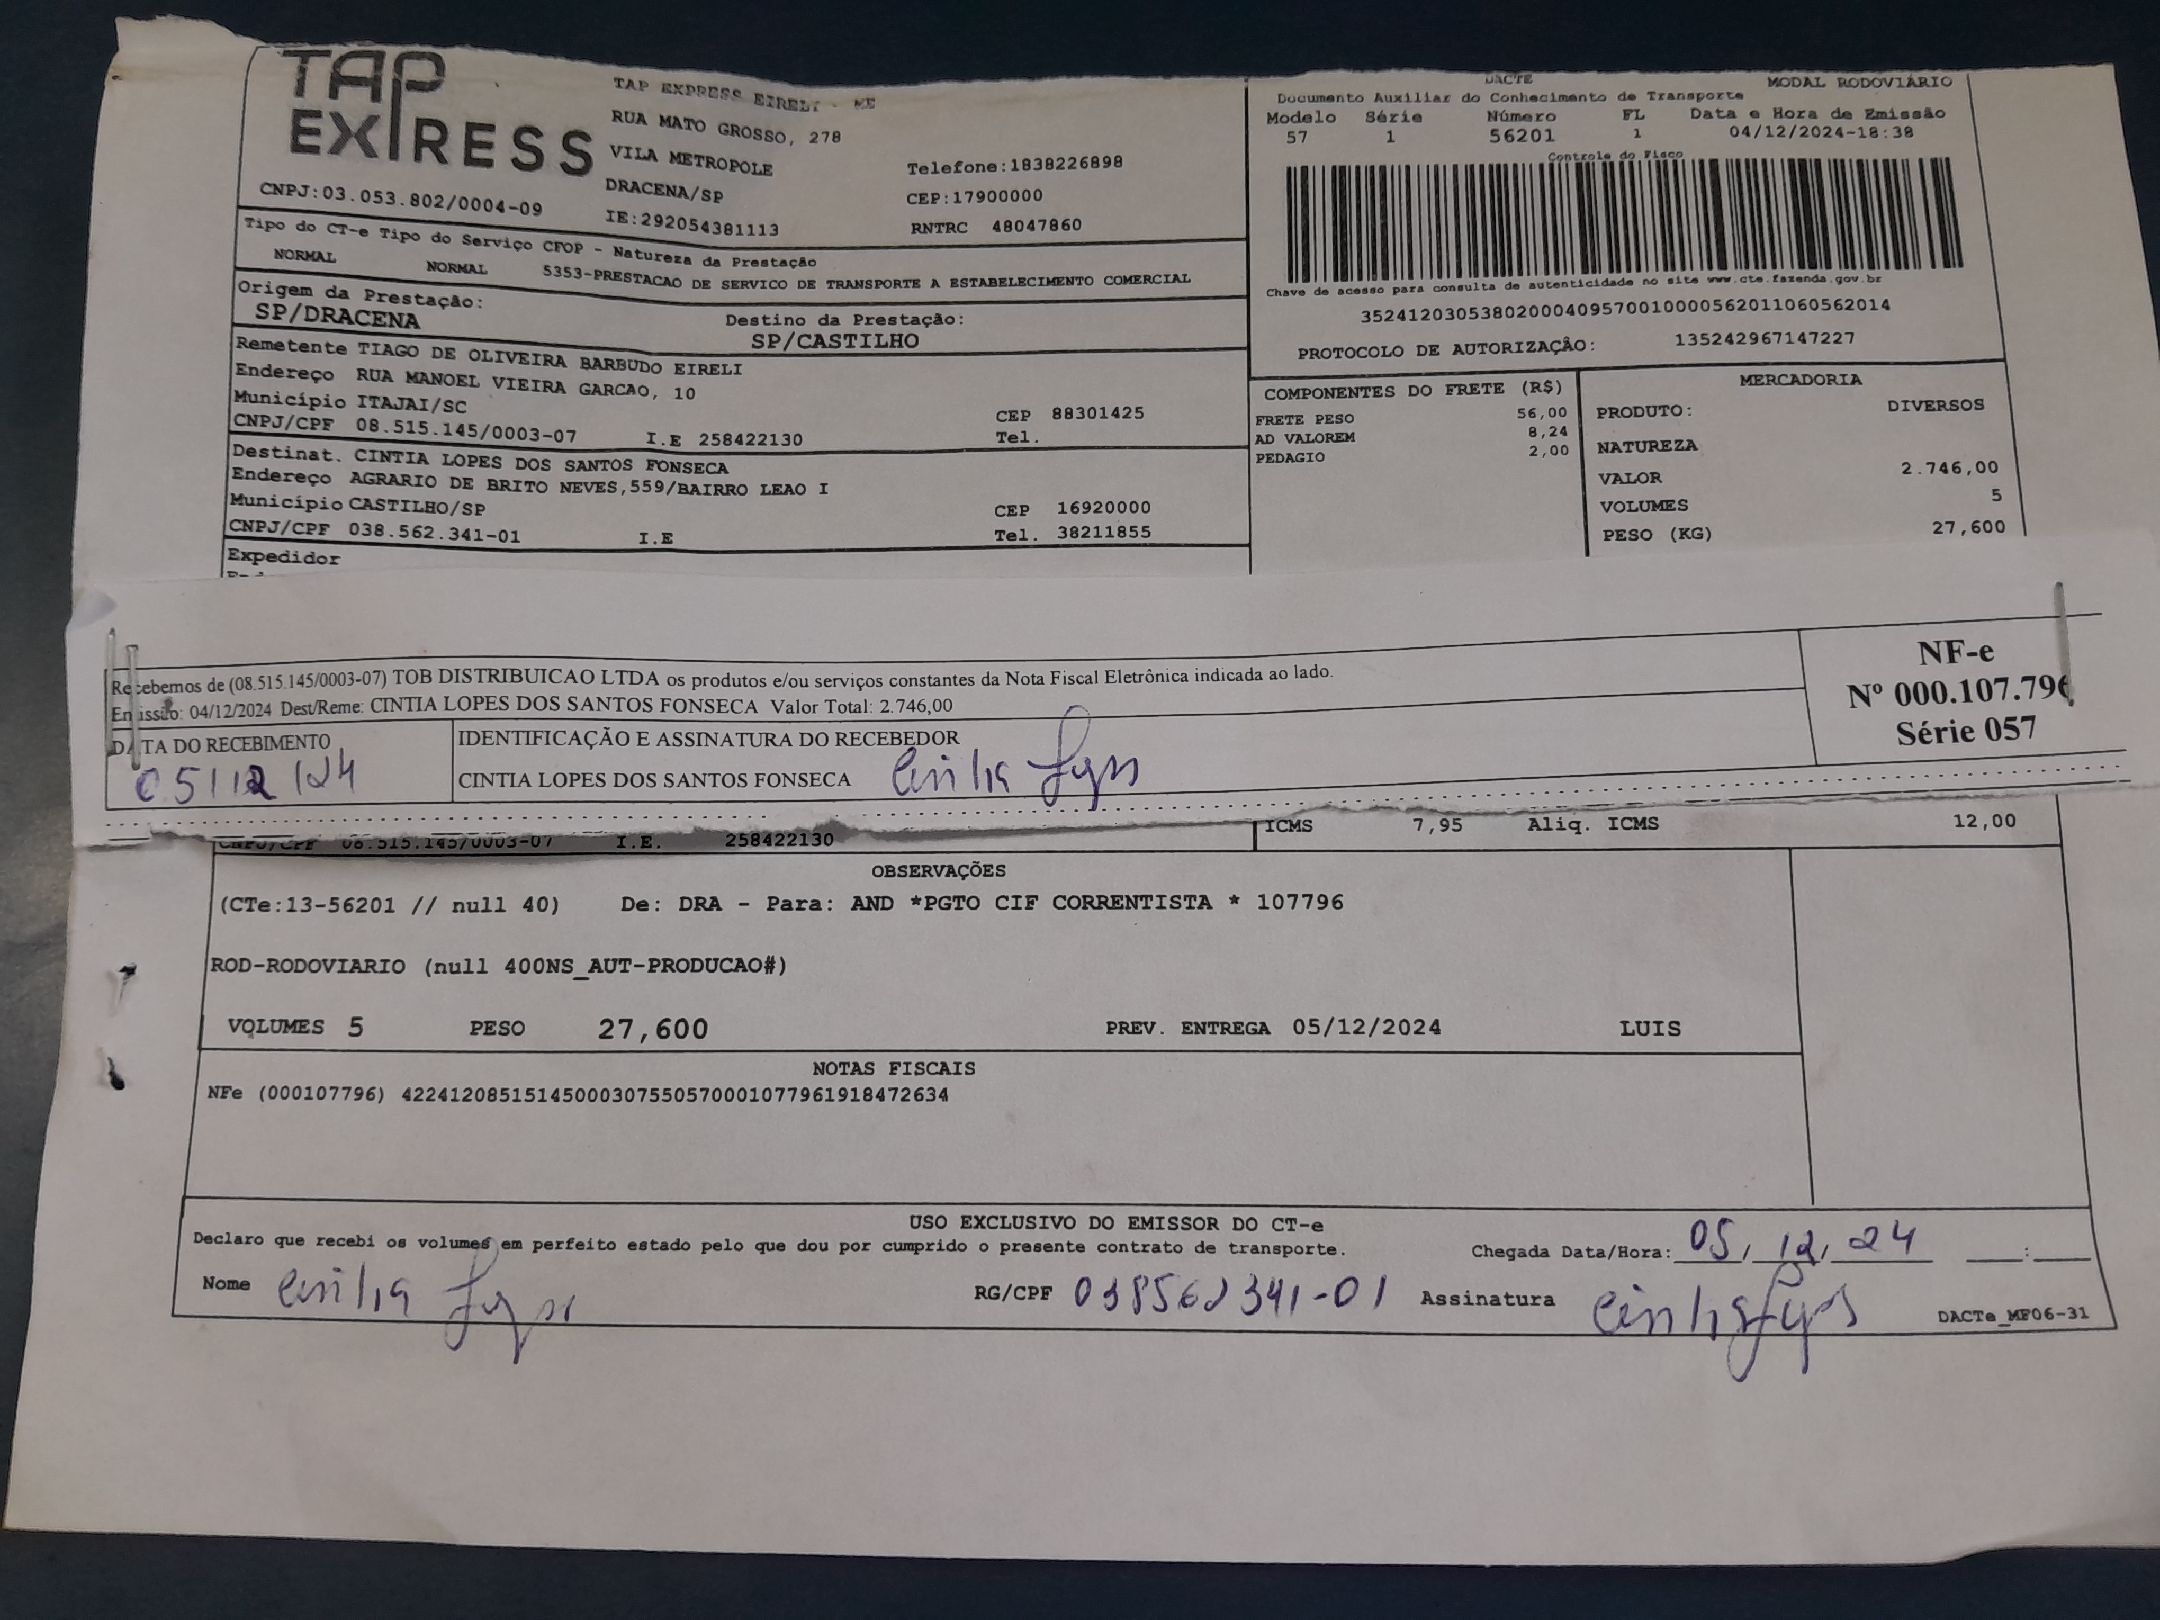 TAP
EXPRESS
TAP EXPRESS EIRELI - ME
RUA MATO GROSSO, 278
VILA METROPOLE
DRACENA/SP
IE:292054381113
Telefone:1838226898
CEP:17900000
RNTRC 48047860
CNPJ:03.053.802/0004-09
DACTE MODAL RODOVIÁRIO
Documento Auxiliar do Conhecimento de Transporte
Modelo Série Número FL Data e Hora de Emissão
57 1 56201 1 04/12/2024-18:38
Controle do Fisco
Chave de acesso para consulta de autenticidade no site www.cte.fazenda.gov.br
35241203053802000409570010000562011060562014
PROTOCOLO DE AUTORIZAÇÃO: 135242967147227
Tipo do CT-e Tipo do Serviço CFOP - Natureza da Prestação
NORMAL NORMAL 5353-PRESTACAO DE SERVICO DE TRANSPORTE A ESTABELECIMENTO COMERCIAL
Origem da Prestação: Destino da Prestação:
SP/DRACENA SP/CASTILHO
Remetente TIAGO DE OLIVEIRA BARBUDO EIRELI
Endereço RUA MANOEL VIEIRA GARCAO, 10
Município ITAJAI/SC CEP 88301425
CNPJ/CPF 08.515.145/0003-07 I.E 258422130 Tel.
Destinat. CINTIA LOPES DOS SANTOS FONSECA
Endereço AGRARIO DE BRITO NEVES,559/BAIRRO LEAO I
Município CASTILHO/SP CEP 16920000
CNPJ/CPF 038.562.341-01 I.E Tel. 38211855
Expedidor
COMPONENTES DO FRETE (R$)
FRETE PESO 56,00
AD VALOREM 8,24
PEDAGIO 2,00
MERCADORIA
PRODUTO: DIVERSOS
NATUREZA
VALOR 2.746,00
VOLUMES 5
PESO (KG) 27,600
Recebemos de (08.515.145/0003-07) TOB DISTRIBUICAO LTDA os produtos e/ou serviços constantes da Nota Fiscal Eletrônica indicada ao lado.
Emissão: 04/12/2024 Dest/Reme: CINTIA LOPES DOS SANTOS FONSECA Valor Total: 2.746,00
DATA DO RECEBIMENTO
05/12/24
IDENTIFICAÇÃO E ASSINATURA DO RECEBEDOR
CINTIA LOPES DOS SANTOS FONSECA Cintia Lopes
NF-e
Nº 000.107.796
Série 057
CNPJ/CPF 08.515.145/0003-07 I.E. 258422130
ICMS 7,95 Aliq. ICMS 12,00
OBSERVAÇÕES
(CTe:13-56201 // null 40) De: DRA - Para: AND *PGTO CIF CORRENTISTA * 107796
ROD-RODOVIARIO (null 400NS_AUT-PRODUCAO#)
VOLUMES 5 PESO 27,600 PREV. ENTREGA 05/12/2024 LUIS
NOTAS FISCAIS
NFe (000107796) 42241208515145000307550570001077961918472634
USO EXCLUSIVO DO EMISSOR DO CT-e
Declaro que recebi os volumes em perfeito estado pelo que dou por cumprido o presente contrato de transporte. Chegada Data/Hora: 05/12/24 __:__
Nome Cintia Lopes RG/CPF 038562341-01 Assinatura Cintia Lopes
DACTe_MF06-31